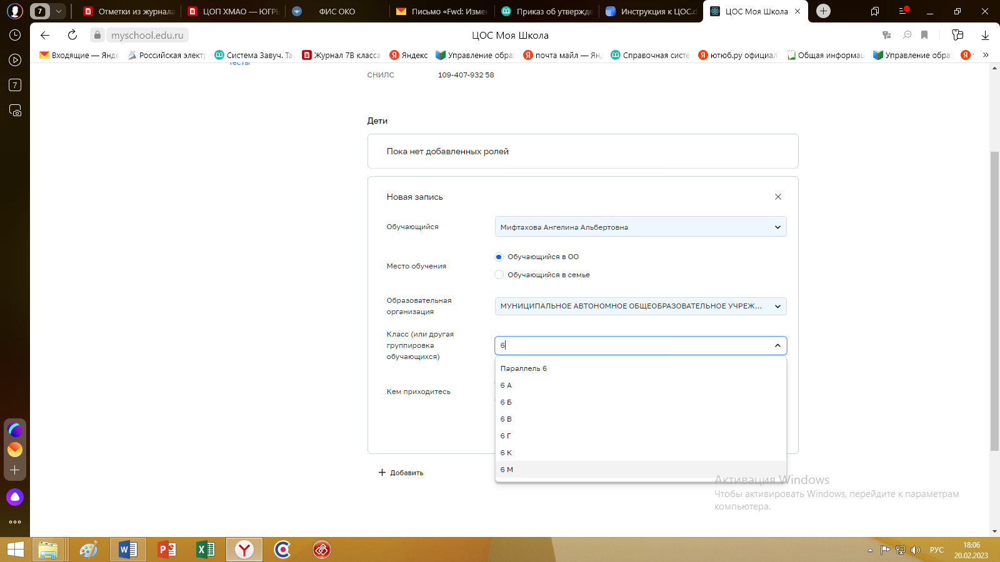 7
Отметки из журнала
ЦОП ХМАО — ЮГРЫ
ФИС ОКО
Письмо «Fwd: Измен
Приказ об утвержде
Инструкция к ЦОС.d
ЦОС Моя Школа
myschool.edu.ru
ЦОС Моя Школа
Входящие — Янде
Российская электр
Система Завуч. Та
Журнал 7В класса
Яндекс
Управление образ
почта майл — Ян
Справочная систе
ютюб.ру официал
Общая информац
Управление образ
7
тесты
СНИЛС 109-407-932 58
Дети
Пока нет добавленных ролей
Новая запись
Обучающийся
Мифтахова Ангелина Альбертовна
Место обучения
Обучающийся в ОО
Обучающийся в семье
Образовательная
организация
МУНИЦИПАЛЬНОЕ АВТОНОМНОЕ ОБЩЕОБРАЗОВАТЕЛЬНОЕ УЧРЕЖ...
Класс (или другая
группировка
обучающихся)
6
Параллель 6
6 А
6 Б
6 В
6 Г
6 К
6 М
Кем приходитесь
Добавить
Активация Windows
Чтобы активировать Windows, перейдите к параметрам
компьютера.
РУС
18:06
20.02.2023